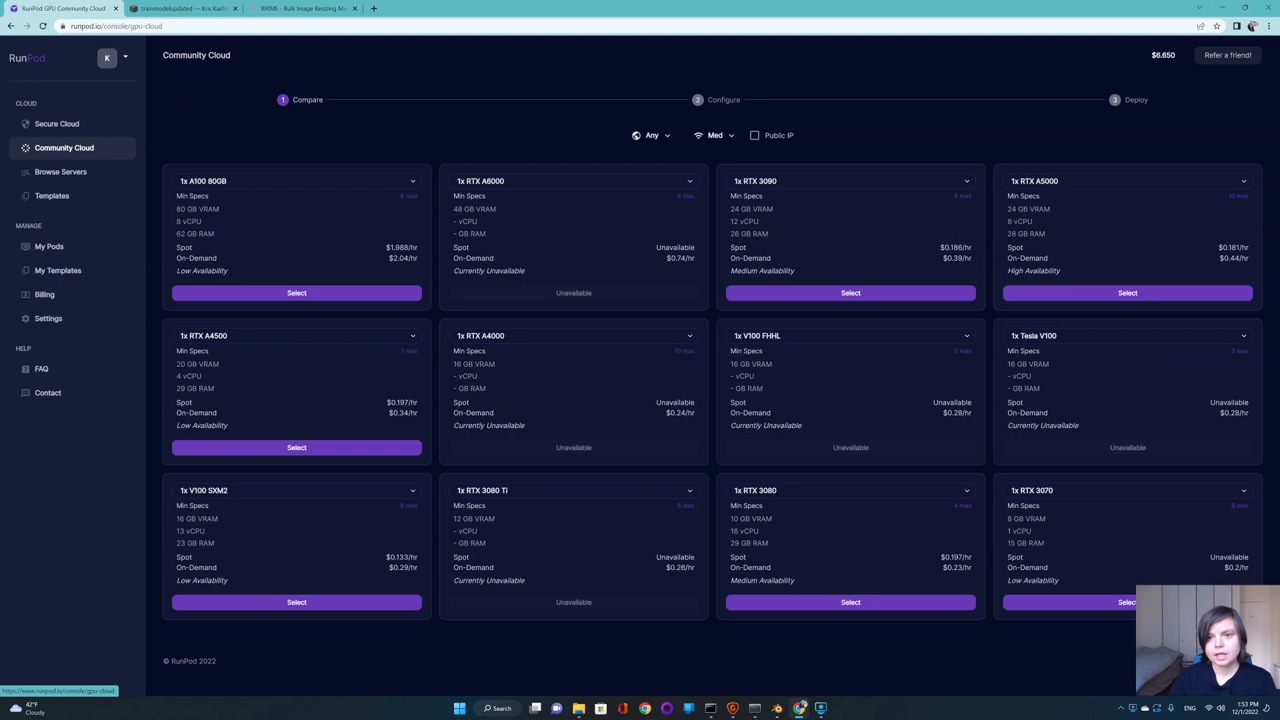 RunPod GPU Community Cloud
trainmodelupdated — Kris Kasht
BIRME - Bulk Image Resizing Ma
runpod.io/console/gpu-cloud
RunPod
K
Community Cloud
$6.650
Refer a friend!
CLOUD
Secure Cloud
Community Cloud
Browse Servers
Templates
MANAGE
My Pods
My Templates
Billing
Settings
HELP
FAQ
Contact
1 Compare
2 Configure
3 Deploy
Any
Med
Public IP
1x A100 80GB
Min Specs 8 max
80 GB VRAM
8 vCPU
62 GB RAM
Spot $1.988/hr
On-Demand $2.04/hr
Low Availability
Select
1x RTX A6000
Min Specs 9 max
48 GB VRAM
- vCPU
- GB RAM
Spot Unavailable
On-Demand $0.74/hr
Currently Unavailable
Unavailable
1x RTX 3090
Min Specs
24 GB VRAM
12 vCPU
26 GB RAM
Spot $0.186/hr
On-Demand $0.39/hr
Medium Availability
Select
1x RTX A5000
Min Specs 10 max
24 GB VRAM
8 vCPU
28 GB RAM
Spot $0.181/hr
On-Demand $0.44/hr
High Availability
Select
1x RTX A4500
Min Specs 1 max
20 GB VRAM
4 vCPU
29 GB RAM
Spot $0.197/hr
On-Demand $0.34/hr
Low Availability
Select
1x RTX A4000
Min Specs 10 max
16 GB VRAM
- vCPU
- GB RAM
Spot Unavailable
On-Demand $0.24/hr
Currently Unavailable
Unavailable
1x V100 FHHL
Min Specs 2 max
16 GB VRAM
- vCPU
- GB RAM
Spot Unavailable
On-Demand $0.28/hr
Currently Unavailable
Unavailable
1x Tesla V100
Min Specs
16 GB VRAM
- vCPU
- GB RAM
Spot Unavailable
On-Demand $0.28/hr
Currently Unavailable
Unavailable
1x V100 SXM2
Min Specs 8 max
16 GB VRAM
13 vCPU
23 GB RAM
Spot $0.133/hr
On-Demand $0.29/hr
Low Availability
Select
1x RTX 3080 Ti
Min Specs
12 GB VRAM
- vCPU
- GB RAM
Spot Unavailable
On-Demand $0.26/hr
Currently Unavailable
Unavailable
1x RTX 3080
Min Specs
10 GB VRAM
16 vCPU
29 GB RAM
Spot $0.197/hr
On-Demand $0.23/hr
Medium Availability
Select
1x RTX 3070
Min Specs
8 GB VRAM
1 vCPU
15 GB RAM
Spot Unavailable
On-Demand $0.2/hr
Low Availability
Select
© RunPod 2022
https://www.runpod.io/console/gpu-cloud
42°F
Cloudy
Search
ENG
1:53 PM
12/1/2022